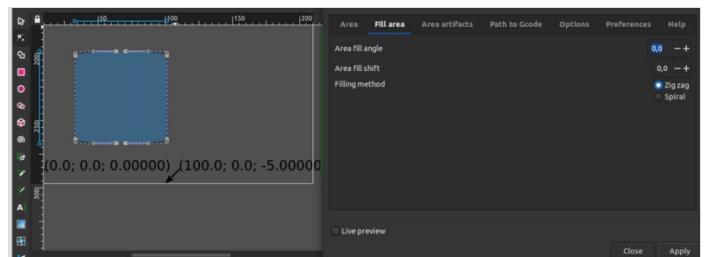 50 100 150 200
200
250
300
(0.0; 0.0; 0.00000) (100.0; 0.0; -5.00000
Area Fill area Area artifacts Path to Gcode Options Preferences Help
Area fill angle 0,0 − +
Area fill shift 0,0 − +
Filling method Zig zag
Spiral
Live preview
Close Apply